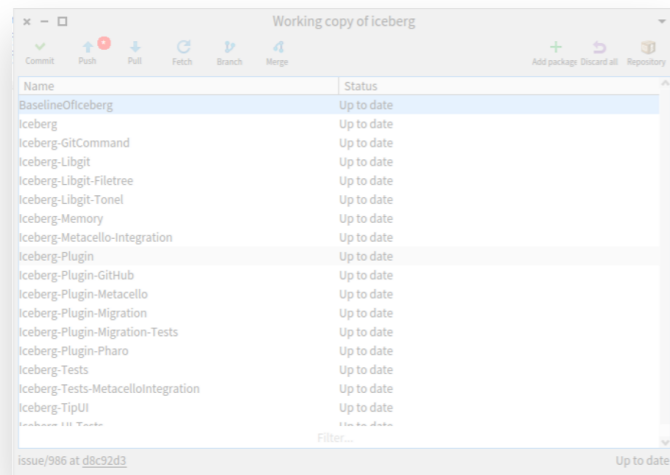 Working copy of iceberg
Commit Push Pull Fetch Branch Merge Add package Discard all Repository
Name Status
BaselineOfIceberg Up to date
Iceberg Up to date
Iceberg-GitCommand Up to date
Iceberg-Libgit Up to date
Iceberg-Libgit-Filetree Up to date
Iceberg-Libgit-Tonel Up to date
Iceberg-Memory Up to date
Iceberg-Metacello-Integration Up to date
Iceberg-Plugin Up to date
Iceberg-Plugin-GitHub Up to date
Iceberg-Plugin-Metacello Up to date
Iceberg-Plugin-Migration Up to date
Iceberg-Plugin-Migration-Tests Up to date
Iceberg-Plugin-Pharo Up to date
Iceberg-Tests Up to date
Iceberg-Tests-MetacelloIntegration Up to date
Iceberg-TipUI Up to date
Iceberg-UI-Tests Up to date
Filter...
issue/986 at d8c92d3 Up to date